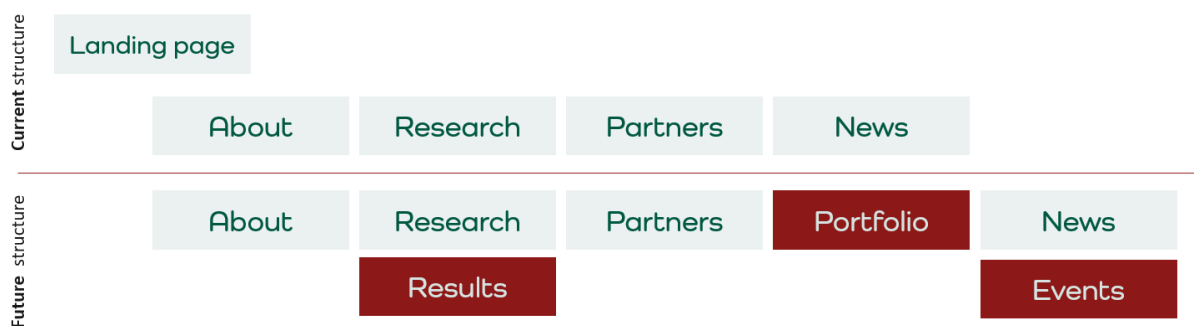 Current structure
Landing page
About Research Partners News
Future structure
About Research Partners Portfolio News
Results Events